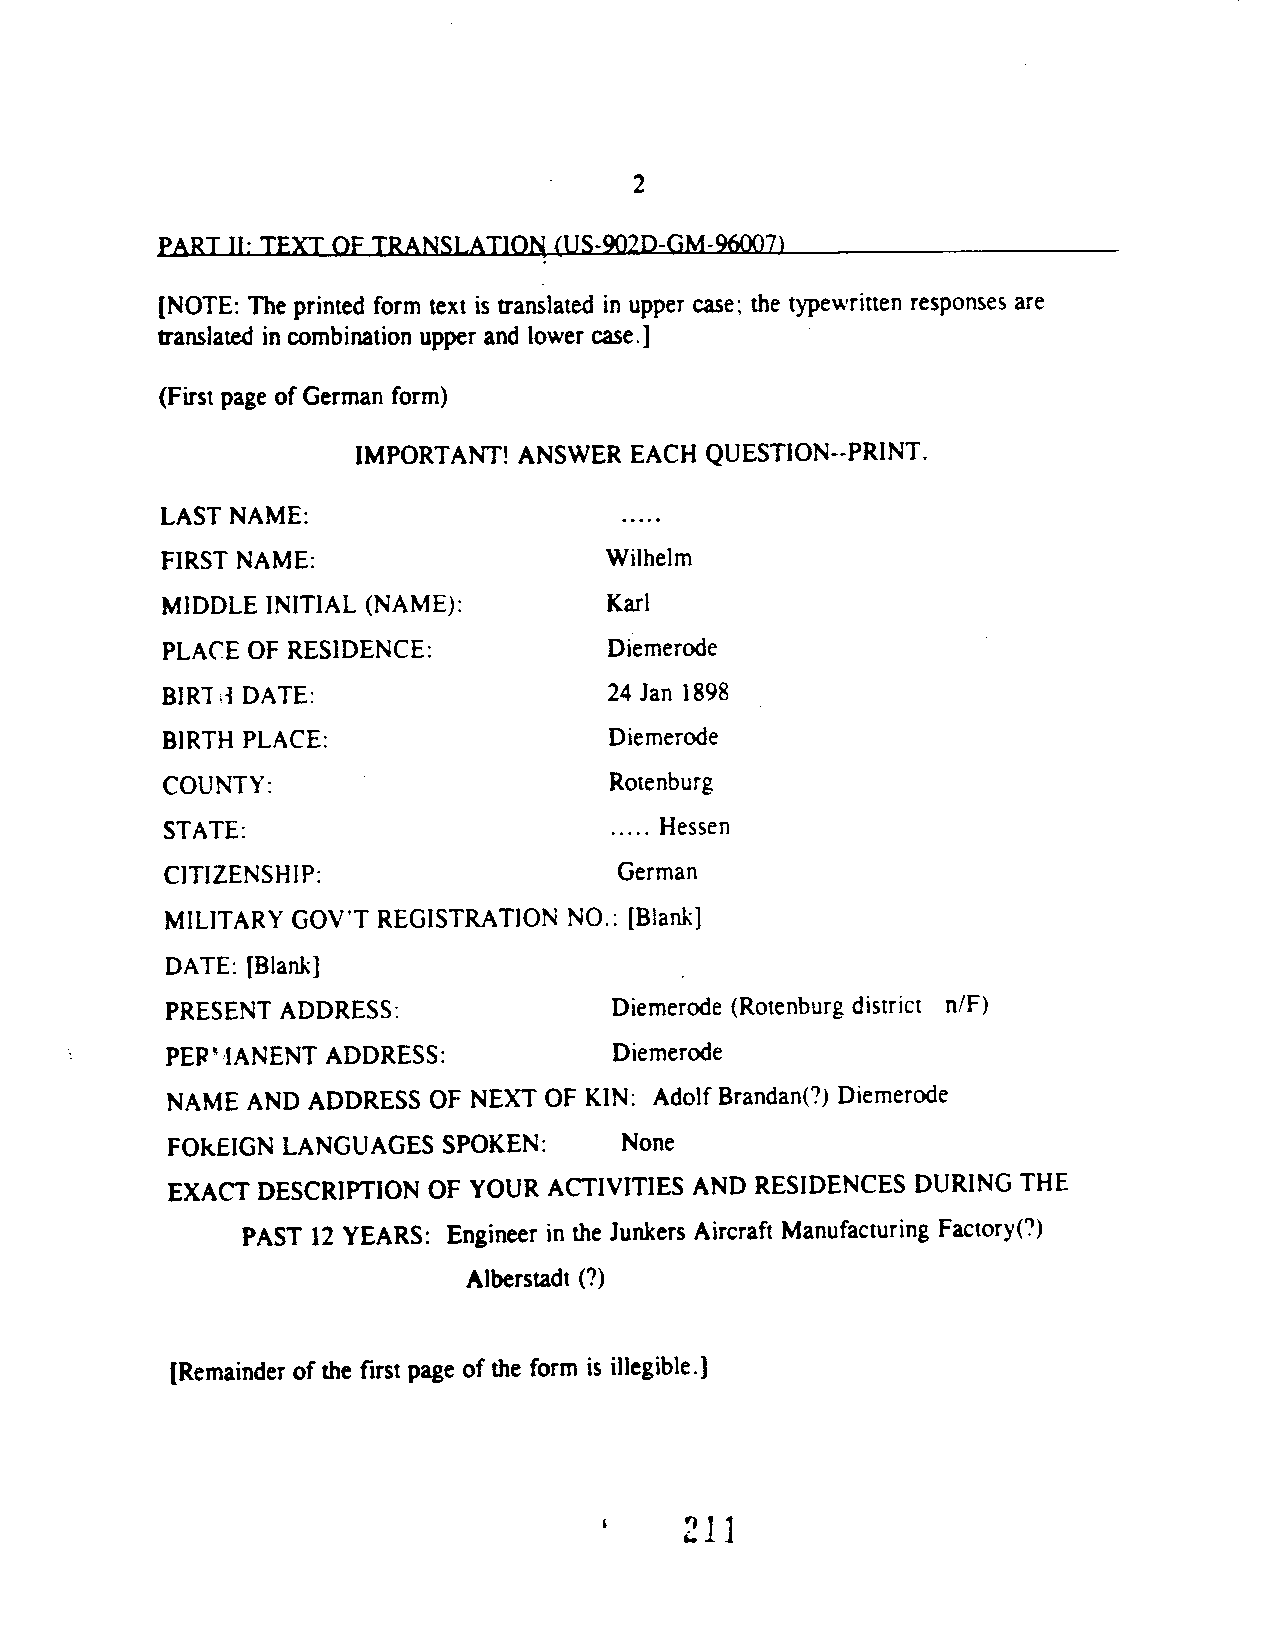 2
PART II: TEXT OF TRANSLATION (US-902D-GM-96007)
[NOTE: The printed form text is translated in upper case; the typewritten responses are
translated in combination upper and lower case.]
(First page of German form)
IMPORTANT! ANSWER EACH QUESTION--PRINT.
LAST NAME: .....
FIRST NAME: Wilhelm
MIDDLE INITIAL (NAME): Karl
PLACE OF RESIDENCE: Diemerode
BIRTH DATE: 24 Jan 1898
BIRTH PLACE: Diemerode
COUNTY: Rotenburg
STATE: ..... Hessen
CITIZENSHIP: German
MILITARY GOV'T REGISTRATION NO.: [Blank]
DATE: [Blank]
PRESENT ADDRESS: Diemerode (Rotenburg district n/F)
PERMANENT ADDRESS: Diemerode
NAME AND ADDRESS OF NEXT OF KIN: Adolf Brandan(?) Diemerode
FOREIGN LANGUAGES SPOKEN: None
EXACT DESCRIPTION OF YOUR ACTIVITIES AND RESIDENCES DURING THE
PAST 12 YEARS: Engineer in the Junkers Aircraft Manufacturing Factory(?)
Alberstadt (?)
[Remainder of the first page of the form is illegible.]
211